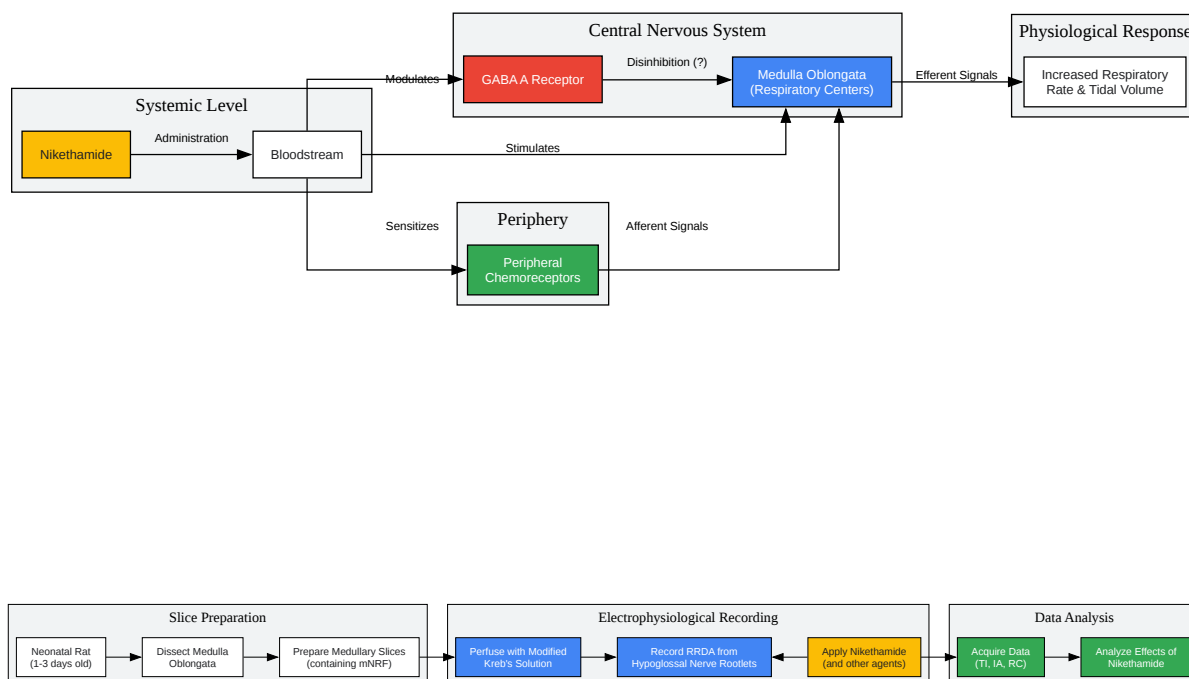 Central Nervous System
Physiological Response
Disinhibition (?)
GABA A Receptor
Modulates
Medulla Oblongata
(Respiratory Centers)
Efferent Signals
Increased Respiratory
Rate & Tidal Volume
Systemic Level
Administration
Nikethamide
Bloodstream
Stimulates
Periphery
Sensitizes
Afferent Signals
Peripheral
Chemoreceptors
Slice Preparation
Electrophysiological Recording
Data Analysis
Neonatal Rat
(1-3 days old)
Dissect Medulla
Oblongata
Prepare Medullary Slices
(containing mNRF)
Perfuse with Modified
Kreb's Solution
Record RRDA from
Hypoglossal Nerve Rootlets
Apply Nikethamide
(and other agents)
Acquire Data
(TI, IA, RC)
Analyze Effects of
Nikethamide